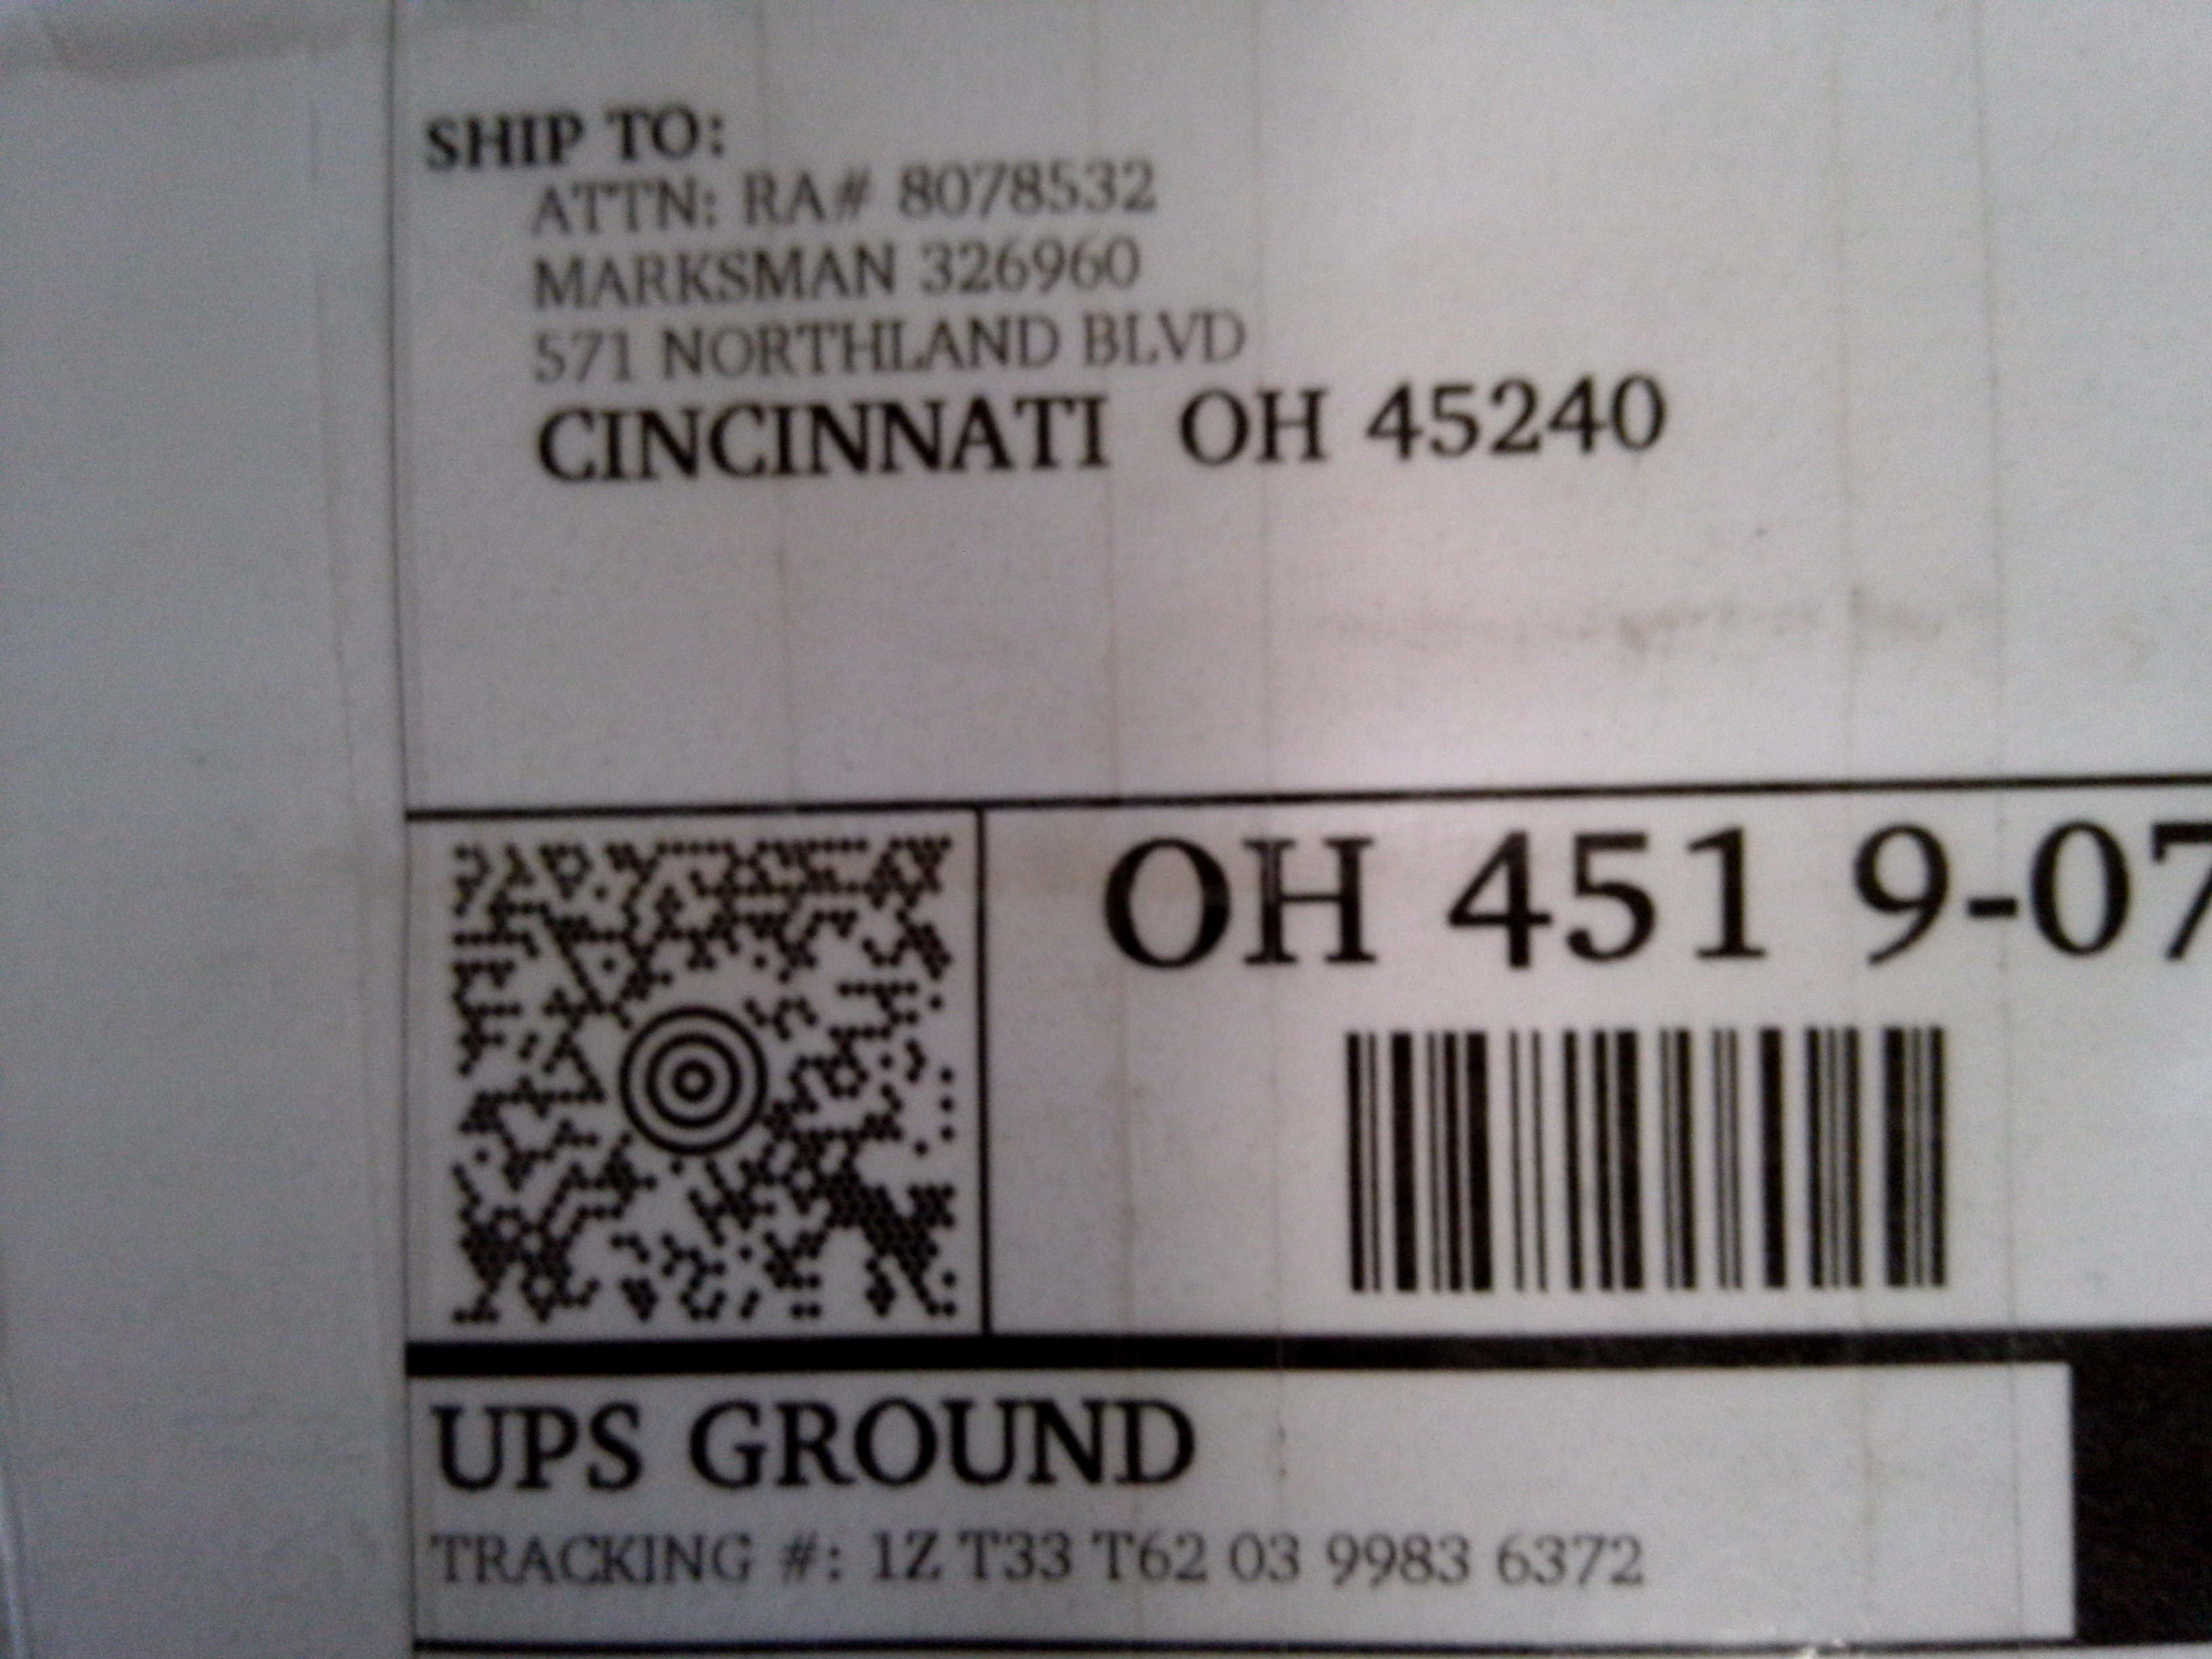 SHIP TO:
ATTN: RA# 8078532
MARKSMAN 326960
571 NORTHLAND BLVD
CINCINNATI OH 45240
OH 451 9-07
UPS GROUND
TRACKING #: 1Z T33 T62 03 9983 6372